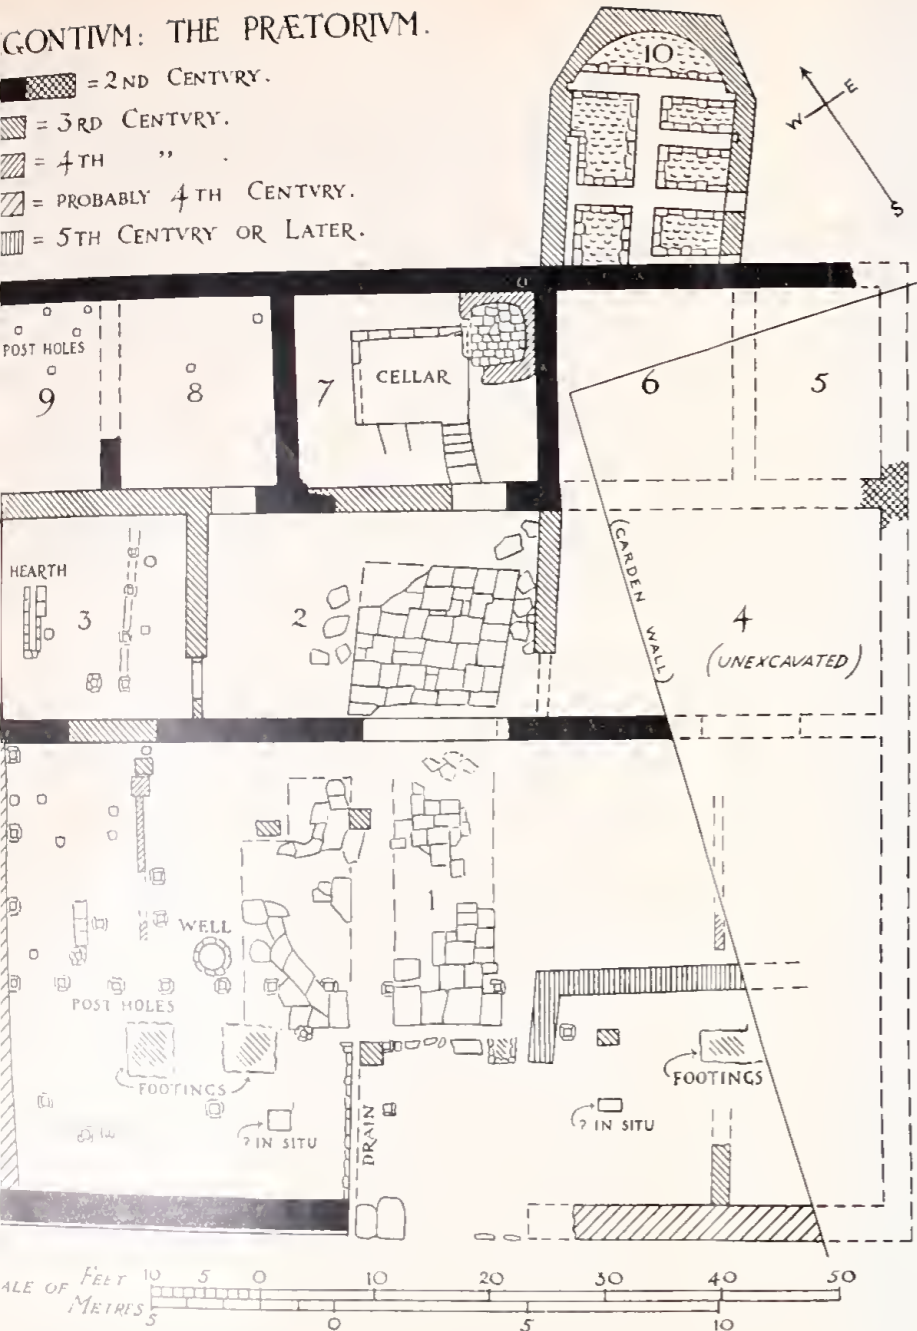 GONTIVM: THE PRÆTORIVM.
= 2ND CENTVRY.
= 3RD CENTVRY.
= 4TH " .
= PROBABLY 4TH CENTVRY.
= 5TH CENTVRY OR LATER.
10
W E
S
POST HOLES
9
8
7
CELLAR
6
5
HEARTH
3
2
(GARDEN WALL)
4
(UNEXCAVATED)
1
WELL
POST HOLES
FOOTINGS
? IN SITU
DRAIN
? IN SITU
FOOTINGS
ALE OF FEET 10 5 0 10 20 30 40 50
METRES 5 0 5 10